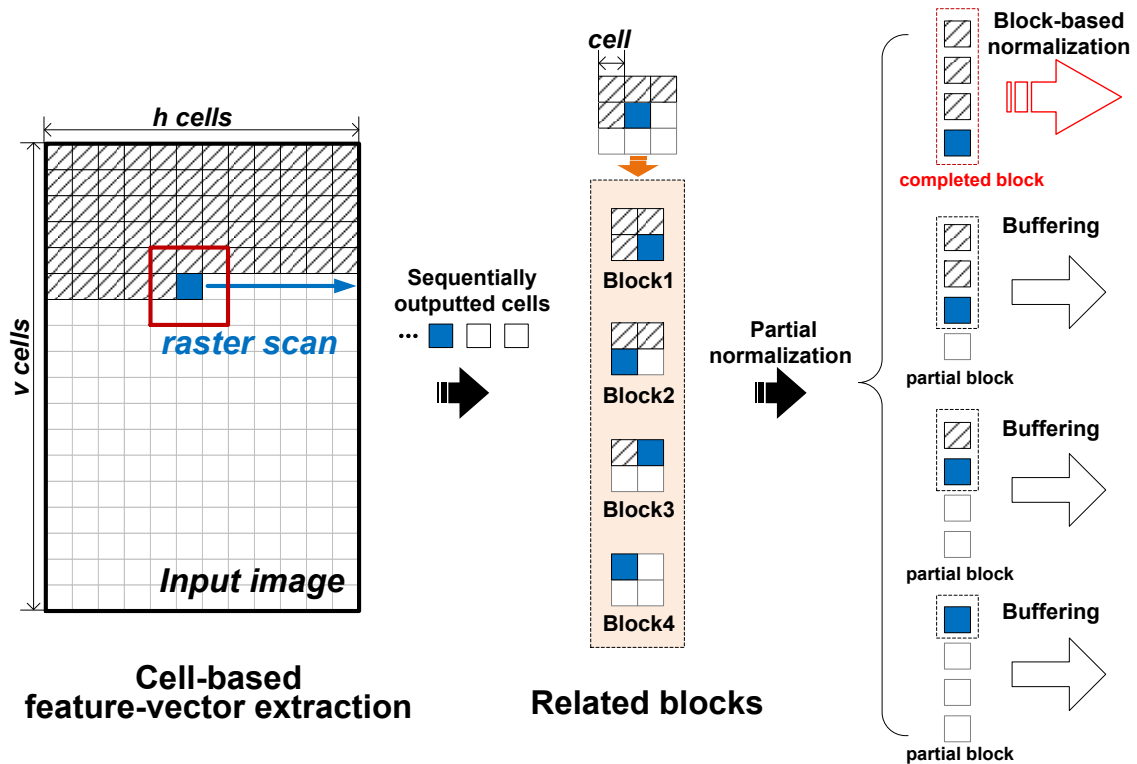 h cells
v cells
raster scan
Input image
Cell-based
feature-vector extraction
Sequentially
outputted cells
...
cell
Block1
Block2
Block3
Block4
Related blocks
Partial
normalization
Block-based
normalization
completed block
Buffering
partial block
Buffering
partial block
Buffering
partial block